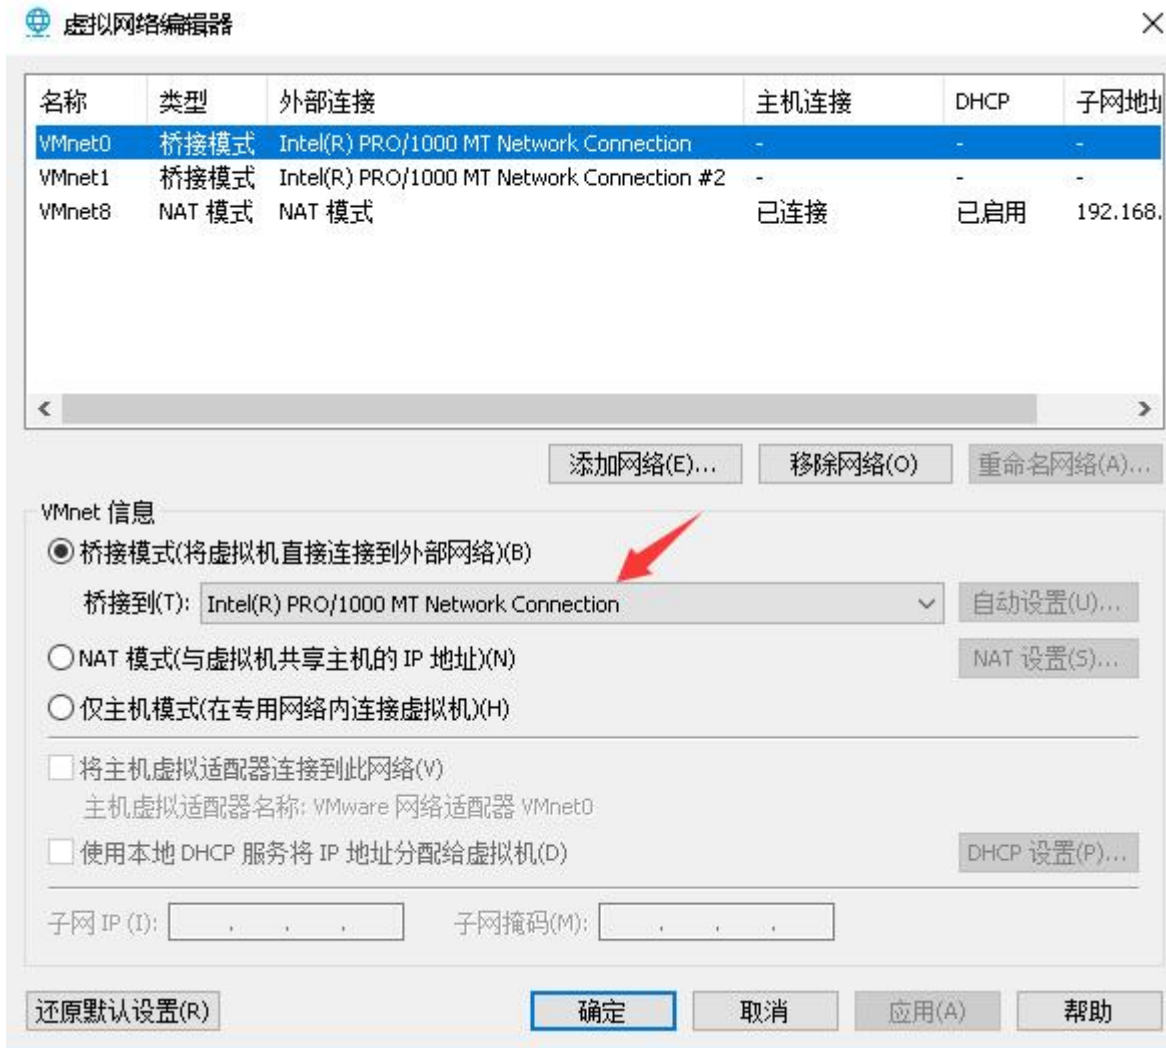 虚拟网络编辑器
名称 类型 外部连接 主机连接 DHCP 子网地址
VMnet0 桥接模式 Intel(R) PRO/1000 MT Network Connection - - -
VMnet1 桥接模式 Intel(R) PRO/1000 MT Network Connection #2 - - -
VMnet8 NAT 模式 NAT 模式 已连接 已启用 192.168.
添加网络(E)... 移除网络(O) 重命名网络(A)...
VMnet 信息
桥接模式(将虚拟机直接连接到外部网络)(B)
桥接到(T): Intel(R) PRO/1000 MT Network Connection 自动设置(U)...
NAT 模式(与虚拟机共享主机的 IP 地址)(N) NAT 设置(S)...
仅主机模式(在专用网络内连接虚拟机)(H)
将主机虚拟适配器连接到此网络(V)
主机虚拟适配器名称: VMware 网络适配器 VMnet0
使用本地 DHCP 服务将 IP 地址分配给虚拟机(D) DHCP 设置(P)...
子网 IP (I): . . . 子网掩码(M): . . .
还原默认设置(R) 确定 取消 应用(A) 帮助